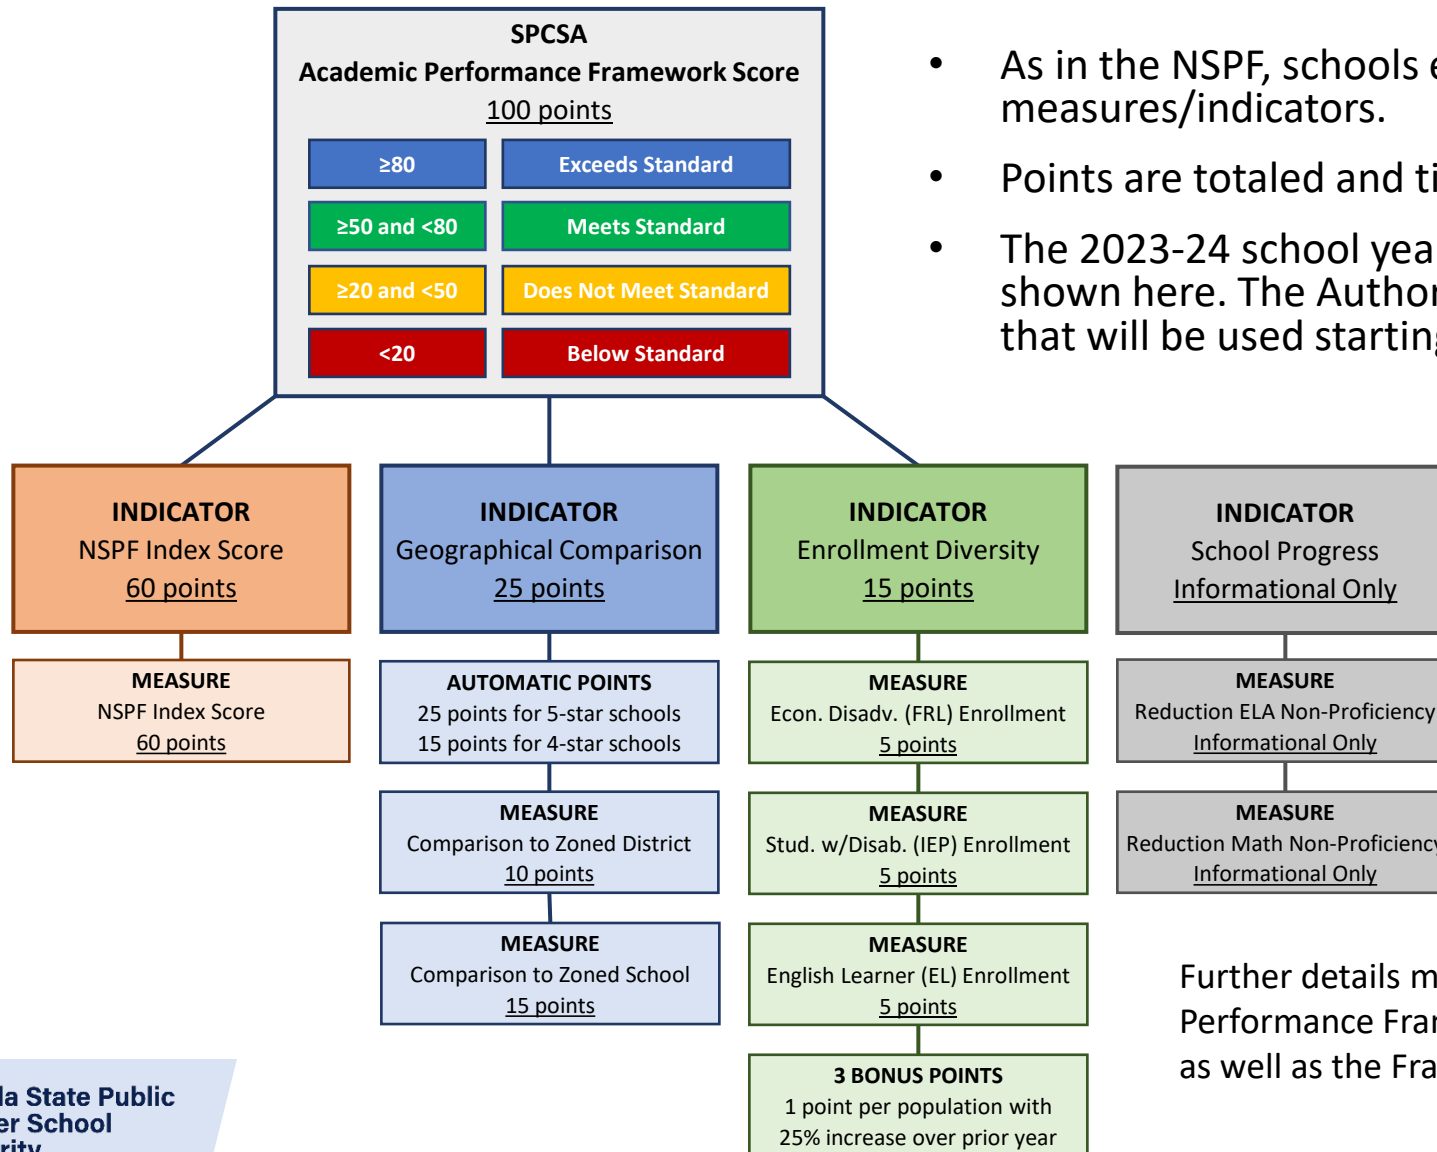 SPCSA
Academic Performance Framework Score
100 points
≥80
Exceeds Standard
≥50 and <80
Meets Standard
≥20 and <50
Does Not Meet Standard
<20
Below Standard
• As in the NSPF, schools
measures/indicators.
• Points are totaled and
• The 2023-24 school
shown here. The
that will be used
INDICATOR
NSPF Index Score
60 points
MEASURE
NSPF Index Score
60 points
INDICATOR
Geographical Comparison
25 points
AUTOMATIC POINTS
25 points for 5-star schools
15 points for 4-star schools
MEASURE
Comparison to Zoned District
10 points
MEASURE
Comparison to Zoned School
15 points
INDICATOR
Enrollment Diversity
15 points
MEASURE
Econ. Disadv. (FRL) Enrollment
5 points
MEASURE
Stud. w/Disab. (IEP) Enrollment
5 points
MEASURE
English Learner (EL) Enrollment
5 points
3 BONUS POINTS
1 point per population with
25% increase over prior year
INDICATOR
School Progress
Informational Only
MEASURE
Reduction ELA Non-Proficiency
Informational Only
MEASURE
Reduction Math Non-Proficiency
Informational Only
Further details
Performance
as well as the
State Public
School